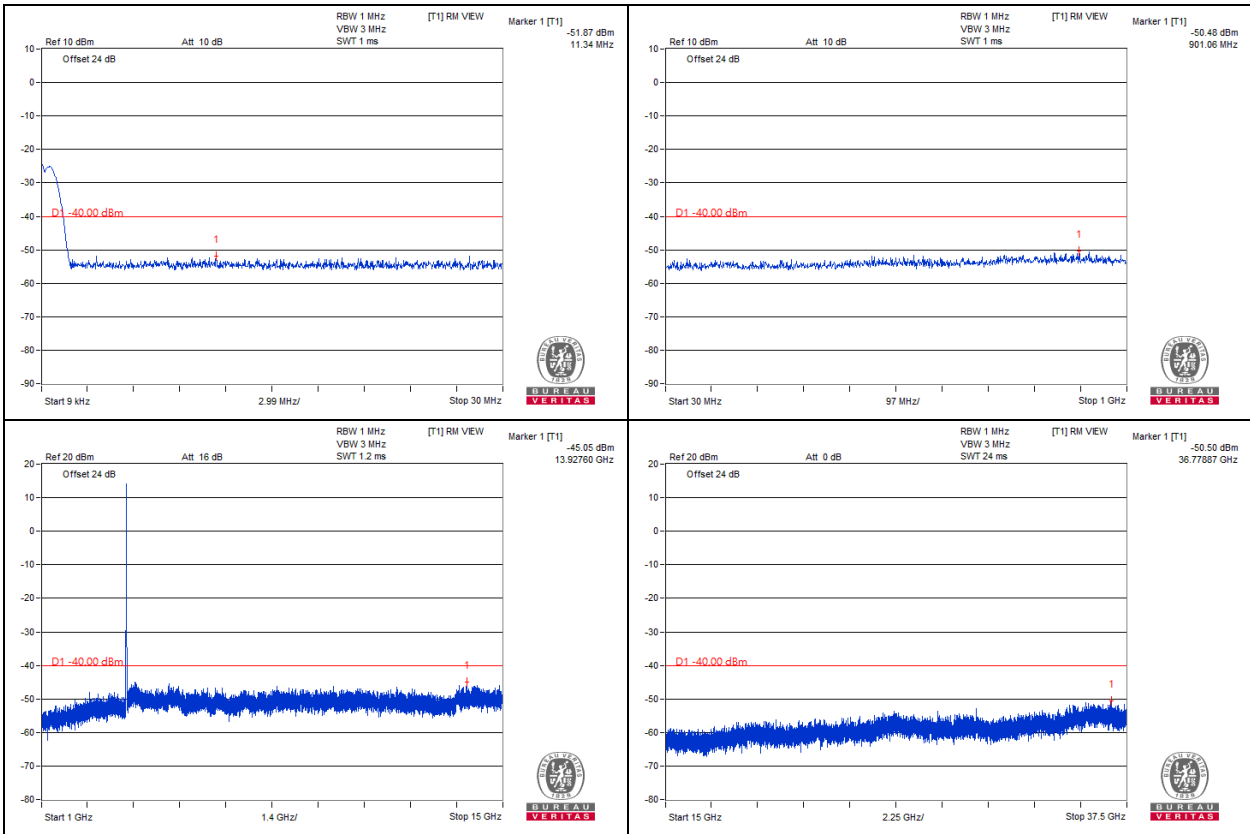 RBW 1 MHz [T1] RM VIEW Marker 1 [T1]
VBW 3 MHz -51.87 dBm
Ref 10 dBm Att 10 dB SWT 1 ms 11.34 MHz
10
Offset 24 dB
0
-10
-20
-30
D1 -40.00 dBm
-40
1
-50
-60
-70
-80
-90
Start 9 kHz 2.99 MHz/ Stop 30 MHz
BUREAU VERITAS
1828
BUREAU
VERITAS
RBW 1 MHz [T1] RM VIEW Marker 1 [T1]
VBW 3 MHz -50.48 dBm
Ref 10 dBm Att 10 dB SWT 1 ms 901.06 MHz
10
Offset 24 dB
0
-10
-20
-30
D1 -40.00 dBm
-40
1
-50
-60
-70
-80
-90
Start 30 MHz 97 MHz/ Stop 1 GHz
BUREAU VERITAS
1828
BUREAU
VERITAS
RBW 1 MHz [T1] RM VIEW Marker 1 [T1]
VBW 3 MHz -45.05 dBm
Ref 20 dBm Att 16 dB SWT 1.2 ms 13.92760 GHz
20
Offset 24 dB
10
0
-10
-20
-30
D1 -40.00 dBm 1
-40
-50
-60
-70
-80
Start 1 GHz 1.4 GHz/ Stop 15 GHz
BUREAU VERITAS
1828
BUREAU
VERITAS
RBW 1 MHz [T1] RM VIEW Marker 1 [T1]
VBW 3 MHz -50.50 dBm
Ref 20 dBm Att 0 dB SWT 24 ms 36.77887 GHz
20
Offset 24 dB
10
0
-10
-20
-30
D1 -40.00 dBm
-40
1
-50
-60
-70
-80
Start 15 GHz 2.25 GHz/ Stop 37.5 GHz
BUREAU VERITAS
1828
BUREAU
VERITAS